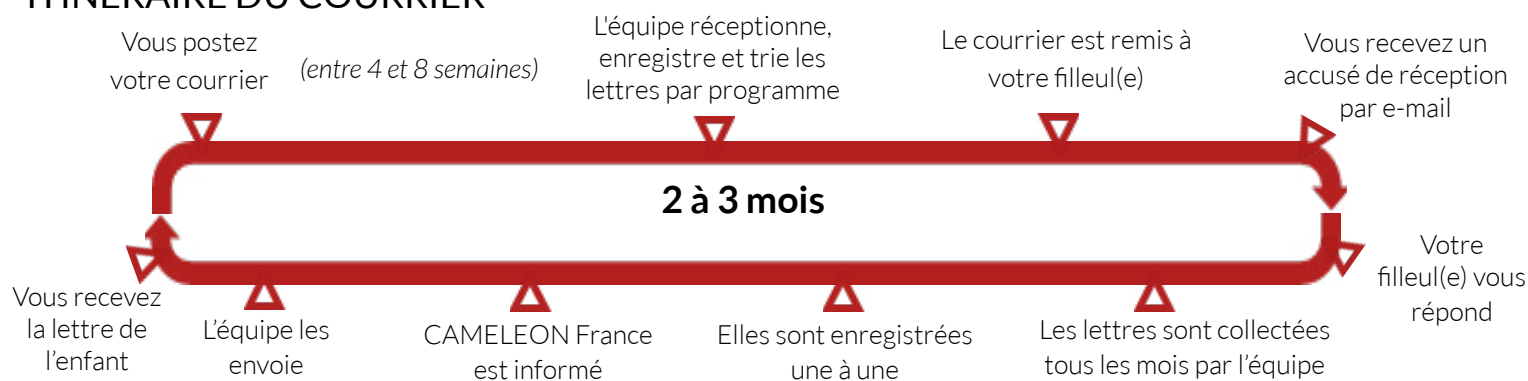 ITINÉRAIRE DU COURRIER
Vous postez
votre courrier
(entre 4 et 8 semaines)
L'équipe réceptionne,
enregistre et trie les
lettres par programme
Le courrier est remis à
votre filleul(e)
Vous recevez un
accusé de réception
par e-mail
2 à 3 mois
Votre
filleul(e) vous
répond
Les lettres sont collectées
tous les mois par l’équipe
Elles sont enregistrées
une à une
CAMELEON France
est informé
L’équipe les
envoie
Vous recevez
la lettre de
l’enfant